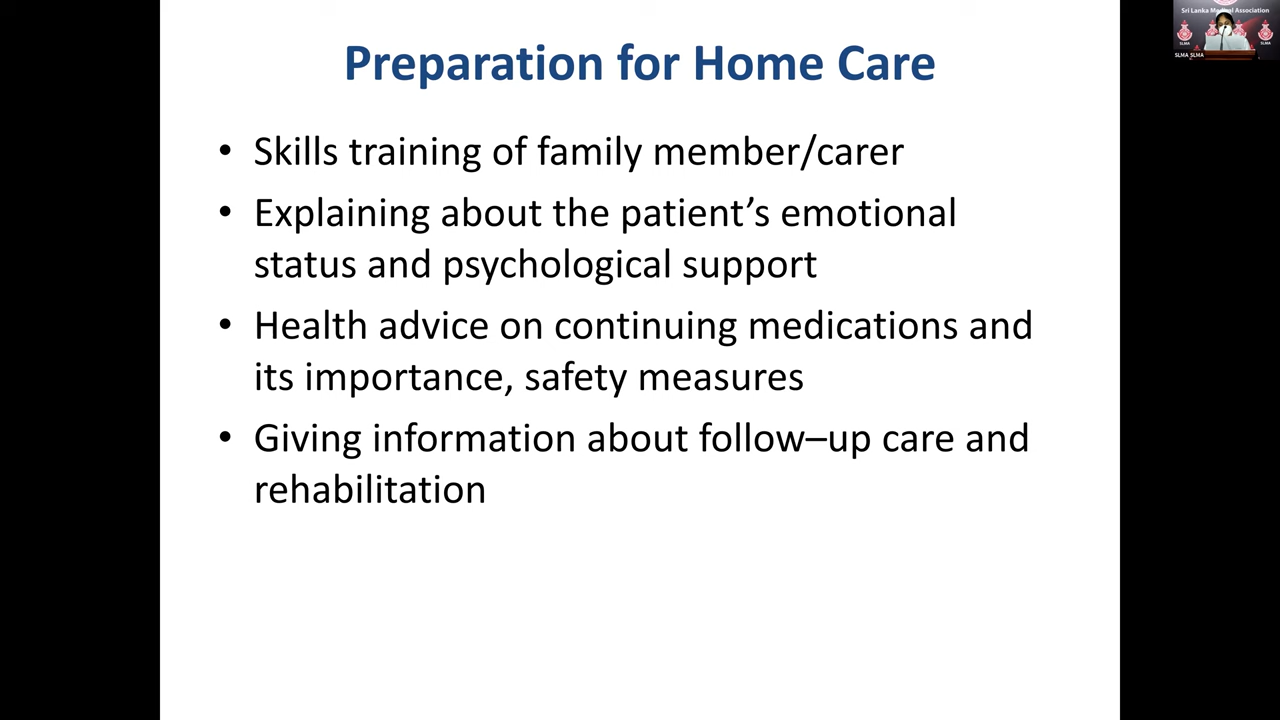 Preparation for Home Care
• Skills training of family member/carer
• Explaining about the patient’s emotional
status and psychological support
• Health advice on continuing medications and
its importance, safety measures
• Giving information about follow–up care and
rehabilitation
Sri Lanka Medical Association
SLMA
SLMA
SLMA SLMA